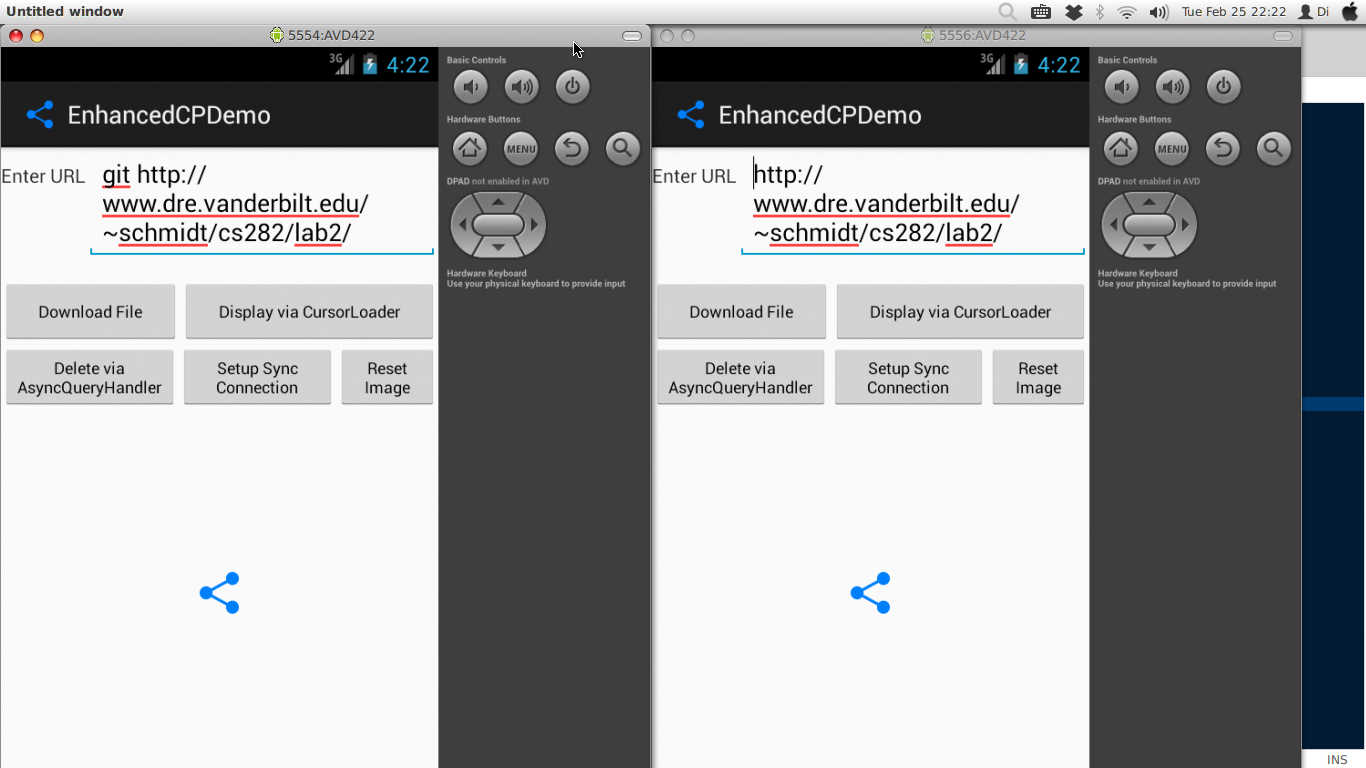 Untitled window
Tue Feb 25 22:22 Di
5554:AVD422
3G 4:22
EnhancedCPDemo
Enter URL git http://
www.dre.vanderbilt.edu/
~schmidt/cs282/lab2/
Download File Display via CursorLoader
Delete via
AsyncQueryHandler
Setup Sync
Connection
Reset
Image
Basic Controls
Hardware Buttons
MENU
DPAD not enabled in AVD
Hardware Keyboard
Use your physical keyboard to provide input
5556:AVD422
3G 4:22
EnhancedCPDemo
Enter URL http://
www.dre.vanderbilt.edu/
~schmidt/cs282/lab2/
Download File Display via CursorLoader
Delete via
AsyncQueryHandler
Setup Sync
Connection
Reset
Image
Basic Controls
Hardware Buttons
MENU
DPAD not enabled in AVD
Hardware Keyboard
Use your physical keyboard to provide input
INS